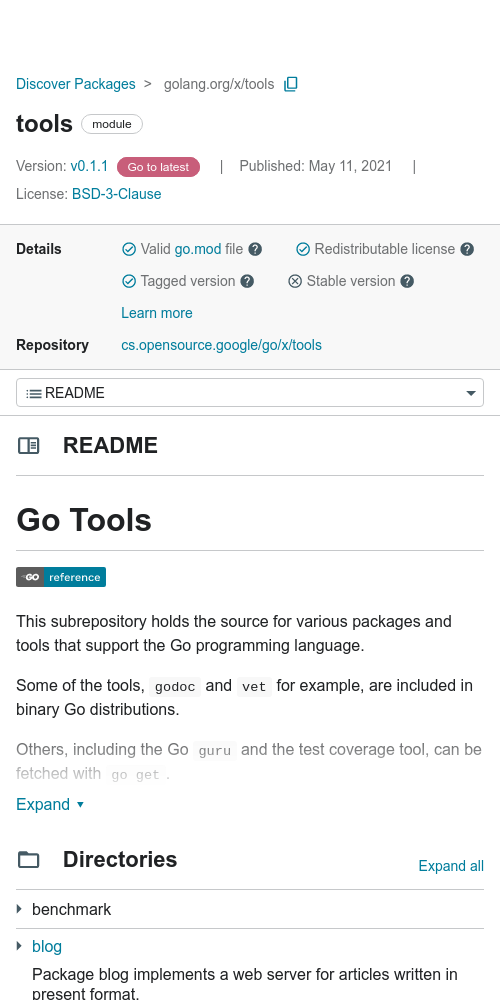 Discover Packages > golang.org/x/tools
tools module
Version: v0.1.1 Go to latest | Published: May 11, 2021 |
License: BSD-3-Clause
Details Valid go.mod file ? Redistributable license ?
Tagged version ? Stable version ?
Learn more
Repository cs.opensource.google/go/x/tools
README
README
Go Tools
GO reference
This subrepository holds the source for various packages and
tools that support the Go programming language.
Some of the tools, godoc and vet for example, are included in
binary Go distributions.
Others, including the Go guru and the test coverage tool, can be
fetched with go get .
Expand
Directories Expand all
benchmark
blog
Package blog implements a web server for articles written in
present format.